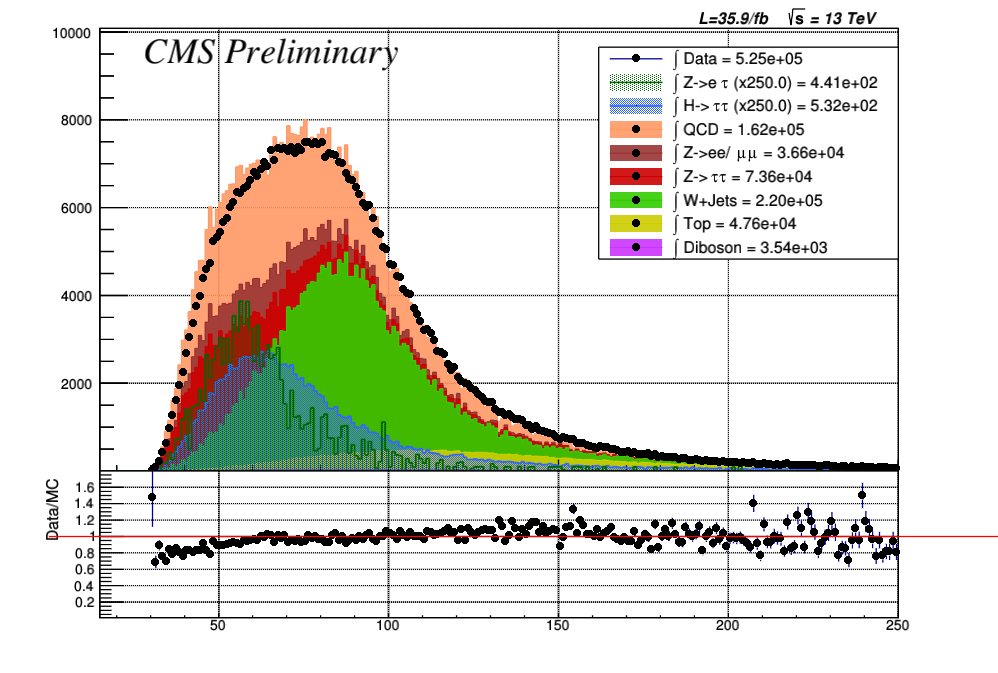 L=35.9/fb √s = 13 TeV
CMS Preliminary
10000
8000
6000
4000
2000
∫ Data = 5.25e+05
∫ Z->e τ (x250.0) = 4.41e+02
∫ H-> ττ (x250.0) = 5.32e+02
∫ QCD = 1.62e+05
∫ Z->ee/ μμ = 3.66e+04
∫ Z-> ττ = 7.36e+04
∫ W+Jets = 2.20e+05
∫ Top = 4.76e+04
∫ Diboson = 3.54e+03
Data/MC
1.6
1.4
1.2
1
0.8
0.6
0.4
0.2
50 100 150 200 250